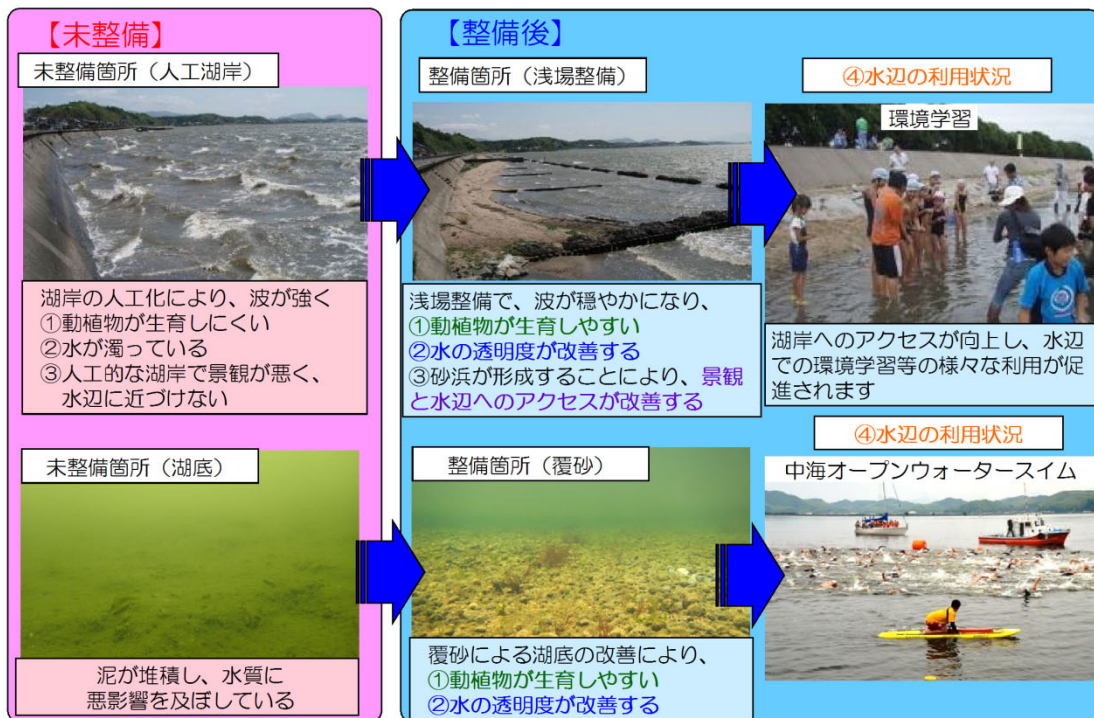 【未整備】
未整備箇所（人工湖岸）
湖岸の人工化により、波が強く
①動植物が生育しにくい
②水が濁っている
③人工的な湖岸で景観が悪く、
水辺に近づけない
未整備箇所（湖底）
泥が堆積し、水質に
悪影響を及ぼしている
【整備後】
整備箇所（浅場整備）
浅場整備で、波が穏やかになり、
①動植物が生育しやすい
②水の透明度が改善する
③砂浜が形成することにより、景観
と水辺へのアクセスが改善する
④水辺の利用状況
環境学習
湖岸へのアクセスが向上し、水辺
での環境学習等の様々な利用が促
進されます
整備箇所（覆砂）
覆砂による湖底の改善により、
①動植物が生育しやすい
②水の透明度が改善する
④水辺の利用状況
中海オープンウォータースイム